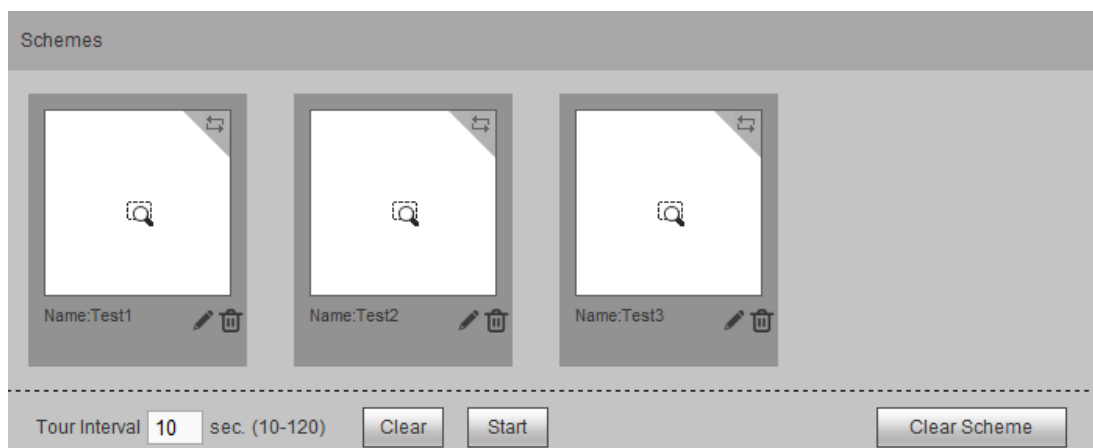 Schemes
Name:Test1 Name:Test2 Name:Test3
Tour Interval 10 sec. (10-120) Clear Start Clear Scheme